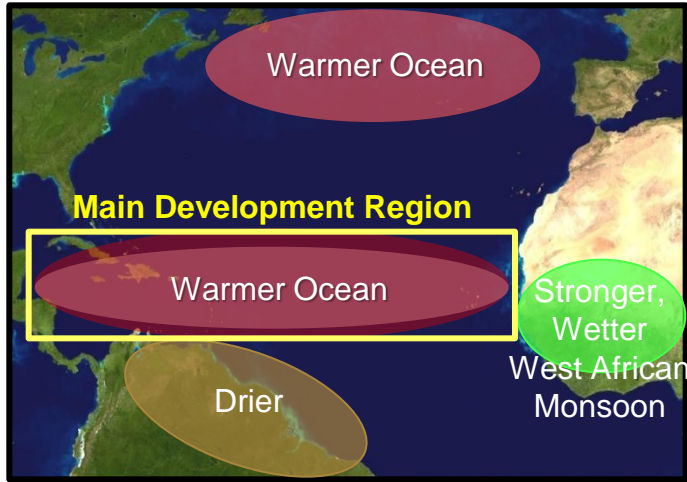 Warmer Ocean
Main Development Region
Warmer Ocean
Stronger,
Wetter
West African
Monsoon
Drier